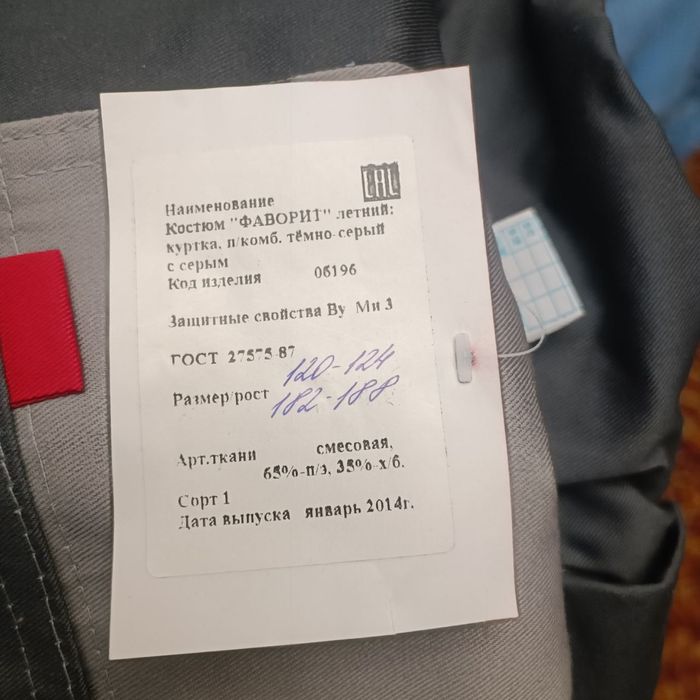 EAC
Наименование
Костюм "ФАВОРИТ" летний:
куртка, п/комб. тёмно-серый
с серым
Код изделия 06196
Защитные свойства Ву Ми З
ГОСТ 27575-87
120-124
Размер/рост 182-188
Арт.ткани смесовая,
65%-п/э, 35%-х/б.
Сорт 1
Дата выпуска январь 2014г.